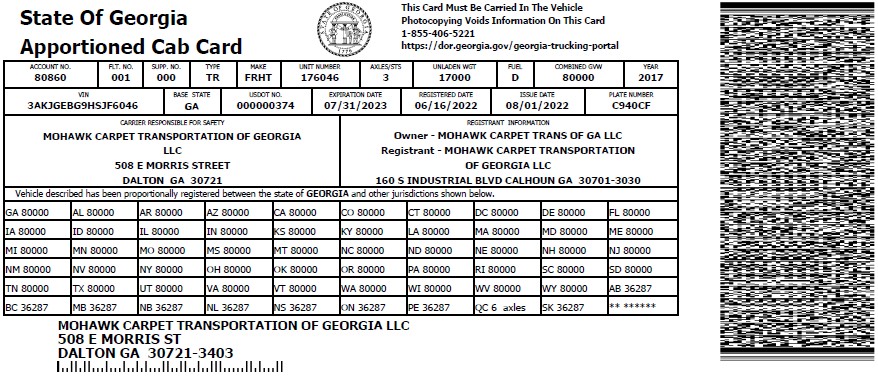 State Of Georgia
Apportioned Cab Card
This Card Must Be Carried In The Vehicle
Photocopying Voids Information On This Card
1-855-406-5221
https://dor.georgia.gov/georgia-trucking-portal
ACCOUNT NO. FLT. NO. SUPP. NO. TYPE MAKE UNIT NUMBER AXLES/STS UNLADEN WGT FUEL COMBINED GVW YEAR
80860 001 000 TR FRHT 176046 3 17000 D 80000 2017
VIN BASE STATE USDOT NO. EXPIRATION DATE REGISTERED DATE ISSUE DATE PLATE NUMBER
3AKJGEBG9HSJF6046 GA 000000374 07/31/2023 06/16/2022 08/01/2022 C940CF
CARRIER RESPONSIBLE FOR SAFETY
MOHAWK CARPET TRANSPORTATION OF GEORGIA
LLC
508 E MORRIS STREET
DALTON GA 30721
REGISTRANT INFORMATION
Owner - MOHAWK CARPET TRANS OF GA LLC
Registrant - MOHAWK CARPET TRANSPORTATION
OF GEORGIA LLC
160 S INDUSTRIAL BLVD CALHOUN GA 30701-3030
Vehicle described has been proportionally registered between the state of GEORGIA and other jurisdictions shown below.
GA 80000 AL 80000 AR 80000 AZ 80000 CA 80000 CO 80000 CT 80000 DC 80000 DE 80000 FL 80000
IA 80000 ID 80000 IL 80000 IN 80000 KS 80000 KY 80000 LA 80000 MA 80000 MD 80000 ME 80000
MI 80000 MN 80000 MO 80000 MS 80000 MT 80000 NC 80000 ND 80000 NE 80000 NH 80000 NJ 80000
NM 80000 NV 80000 NY 80000 OH 80000 OK 80000 OR 80000 PA 80000 RI 80000 SC 80000 SD 80000
TN 80000 TX 80000 UT 80000 VA 80000 VT 80000 WA 80000 WI 80000 WV 80000 WY 80000 AB 36287
BC 36287 MB 36287 NB 36287 NL 36287 NS 36287 ON 36287 PE 36287 QC 6 axles SK 36287 ** ******
MOHAWK CARPET TRANSPORTATION OF GEORGIA LLC
508 E MORRIS ST
DALTON GA 30721-3403